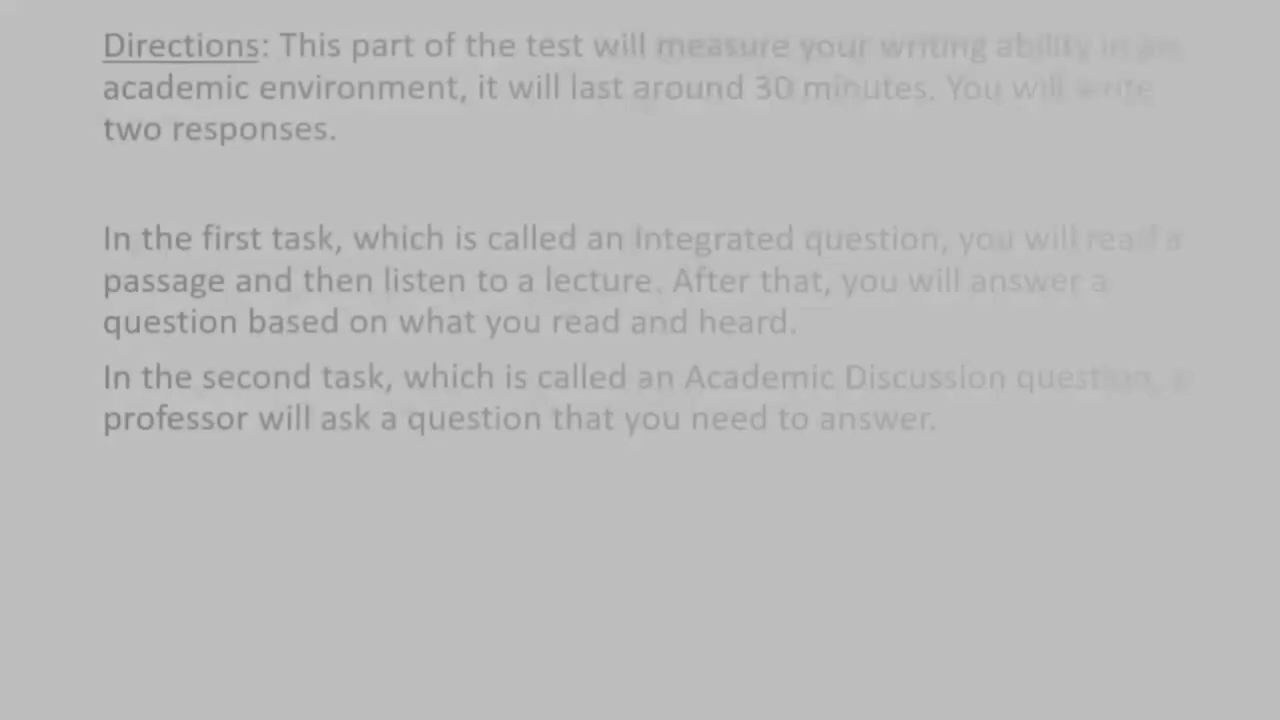 Directions: This part of the test will measure your writing ability in an
academic environment, it will last around 30 minutes. You will write
two responses.
In the first task, which is called an Integrated question, you will read a
passage and then listen to a lecture. After that, you will answer a
question based on what you read and heard.
In the second task, which is called an Academic Discussion question, a
professor will ask a question that you need to answer.